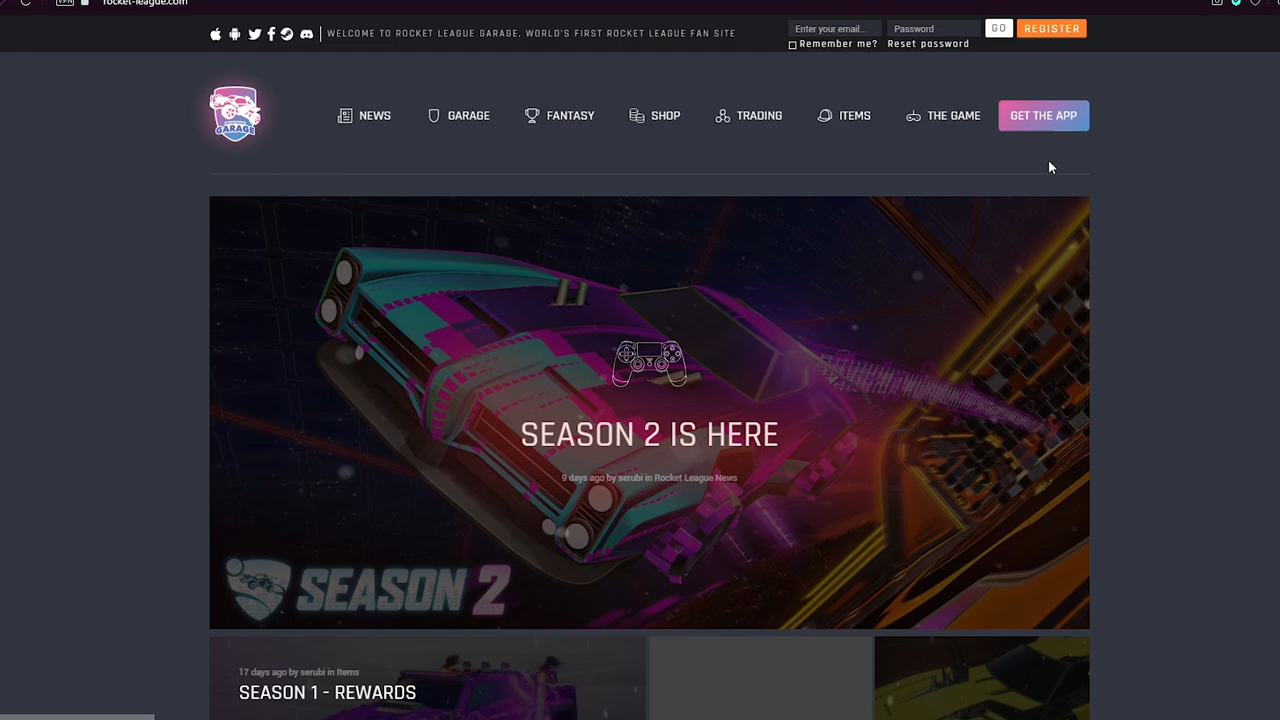 VPN rocket-league.com
WELCOME TO ROCKET LEAGUE GARAGE, WORLD'S FIRST ROCKET LEAGUE FAN SITE
Enter your email... Password GO REGISTER
Remember me? Reset password
GARAGE
NEWS GARAGE FANTASY SHOP TRADING ITEMS THE GAME GET THE APP
SEASON 2 IS HERE
9 days ago by serubi in Rocket League News
SEASON 2
17 days ago by serubi in Items
SEASON 1 - REWARDS